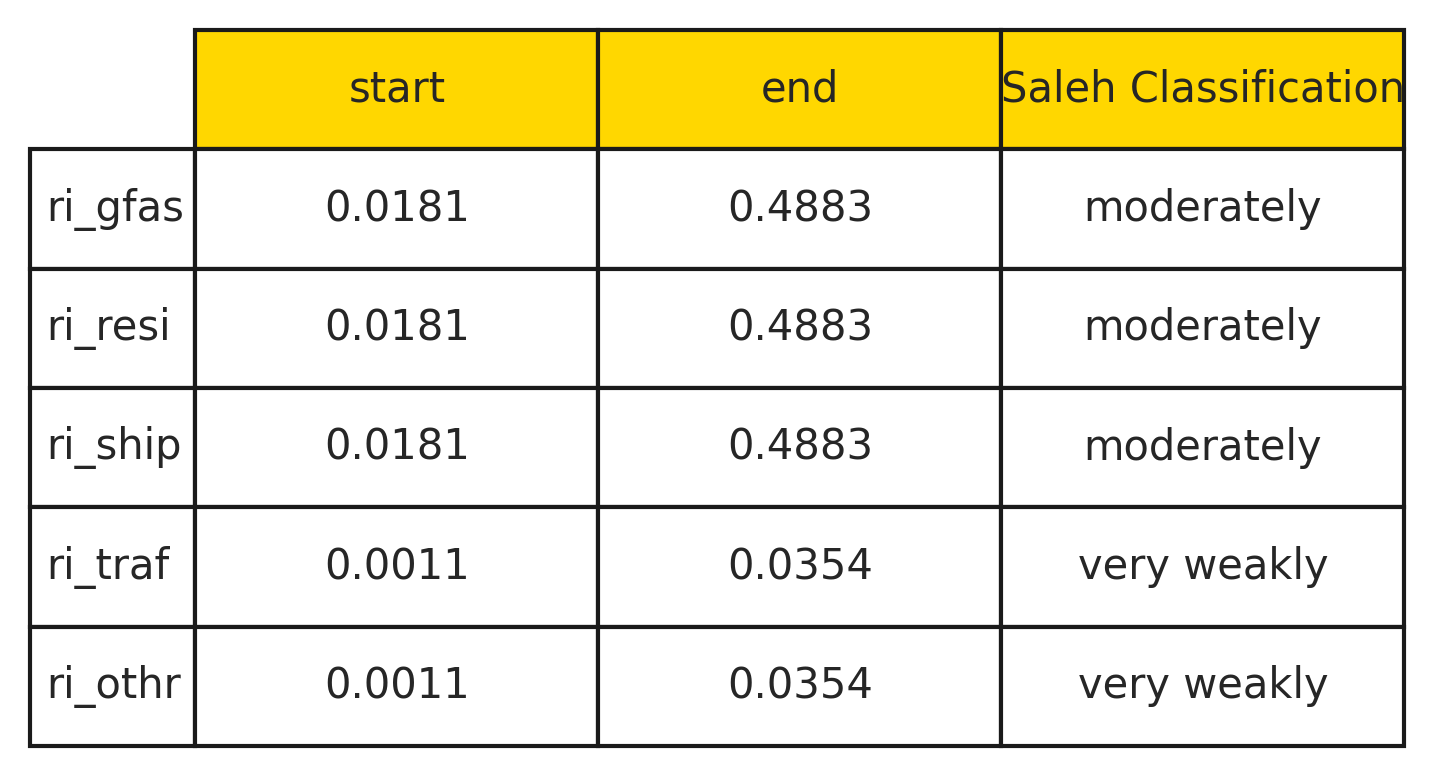 start end Saleh Classification
ri_gfas 0.0181 0.4883 moderately
ri_resi 0.0181 0.4883 moderately
ri_ship 0.0181 0.4883 moderately
ri_traf 0.0011 0.0354 very weakly
ri_othr 0.0011 0.0354 very weakly